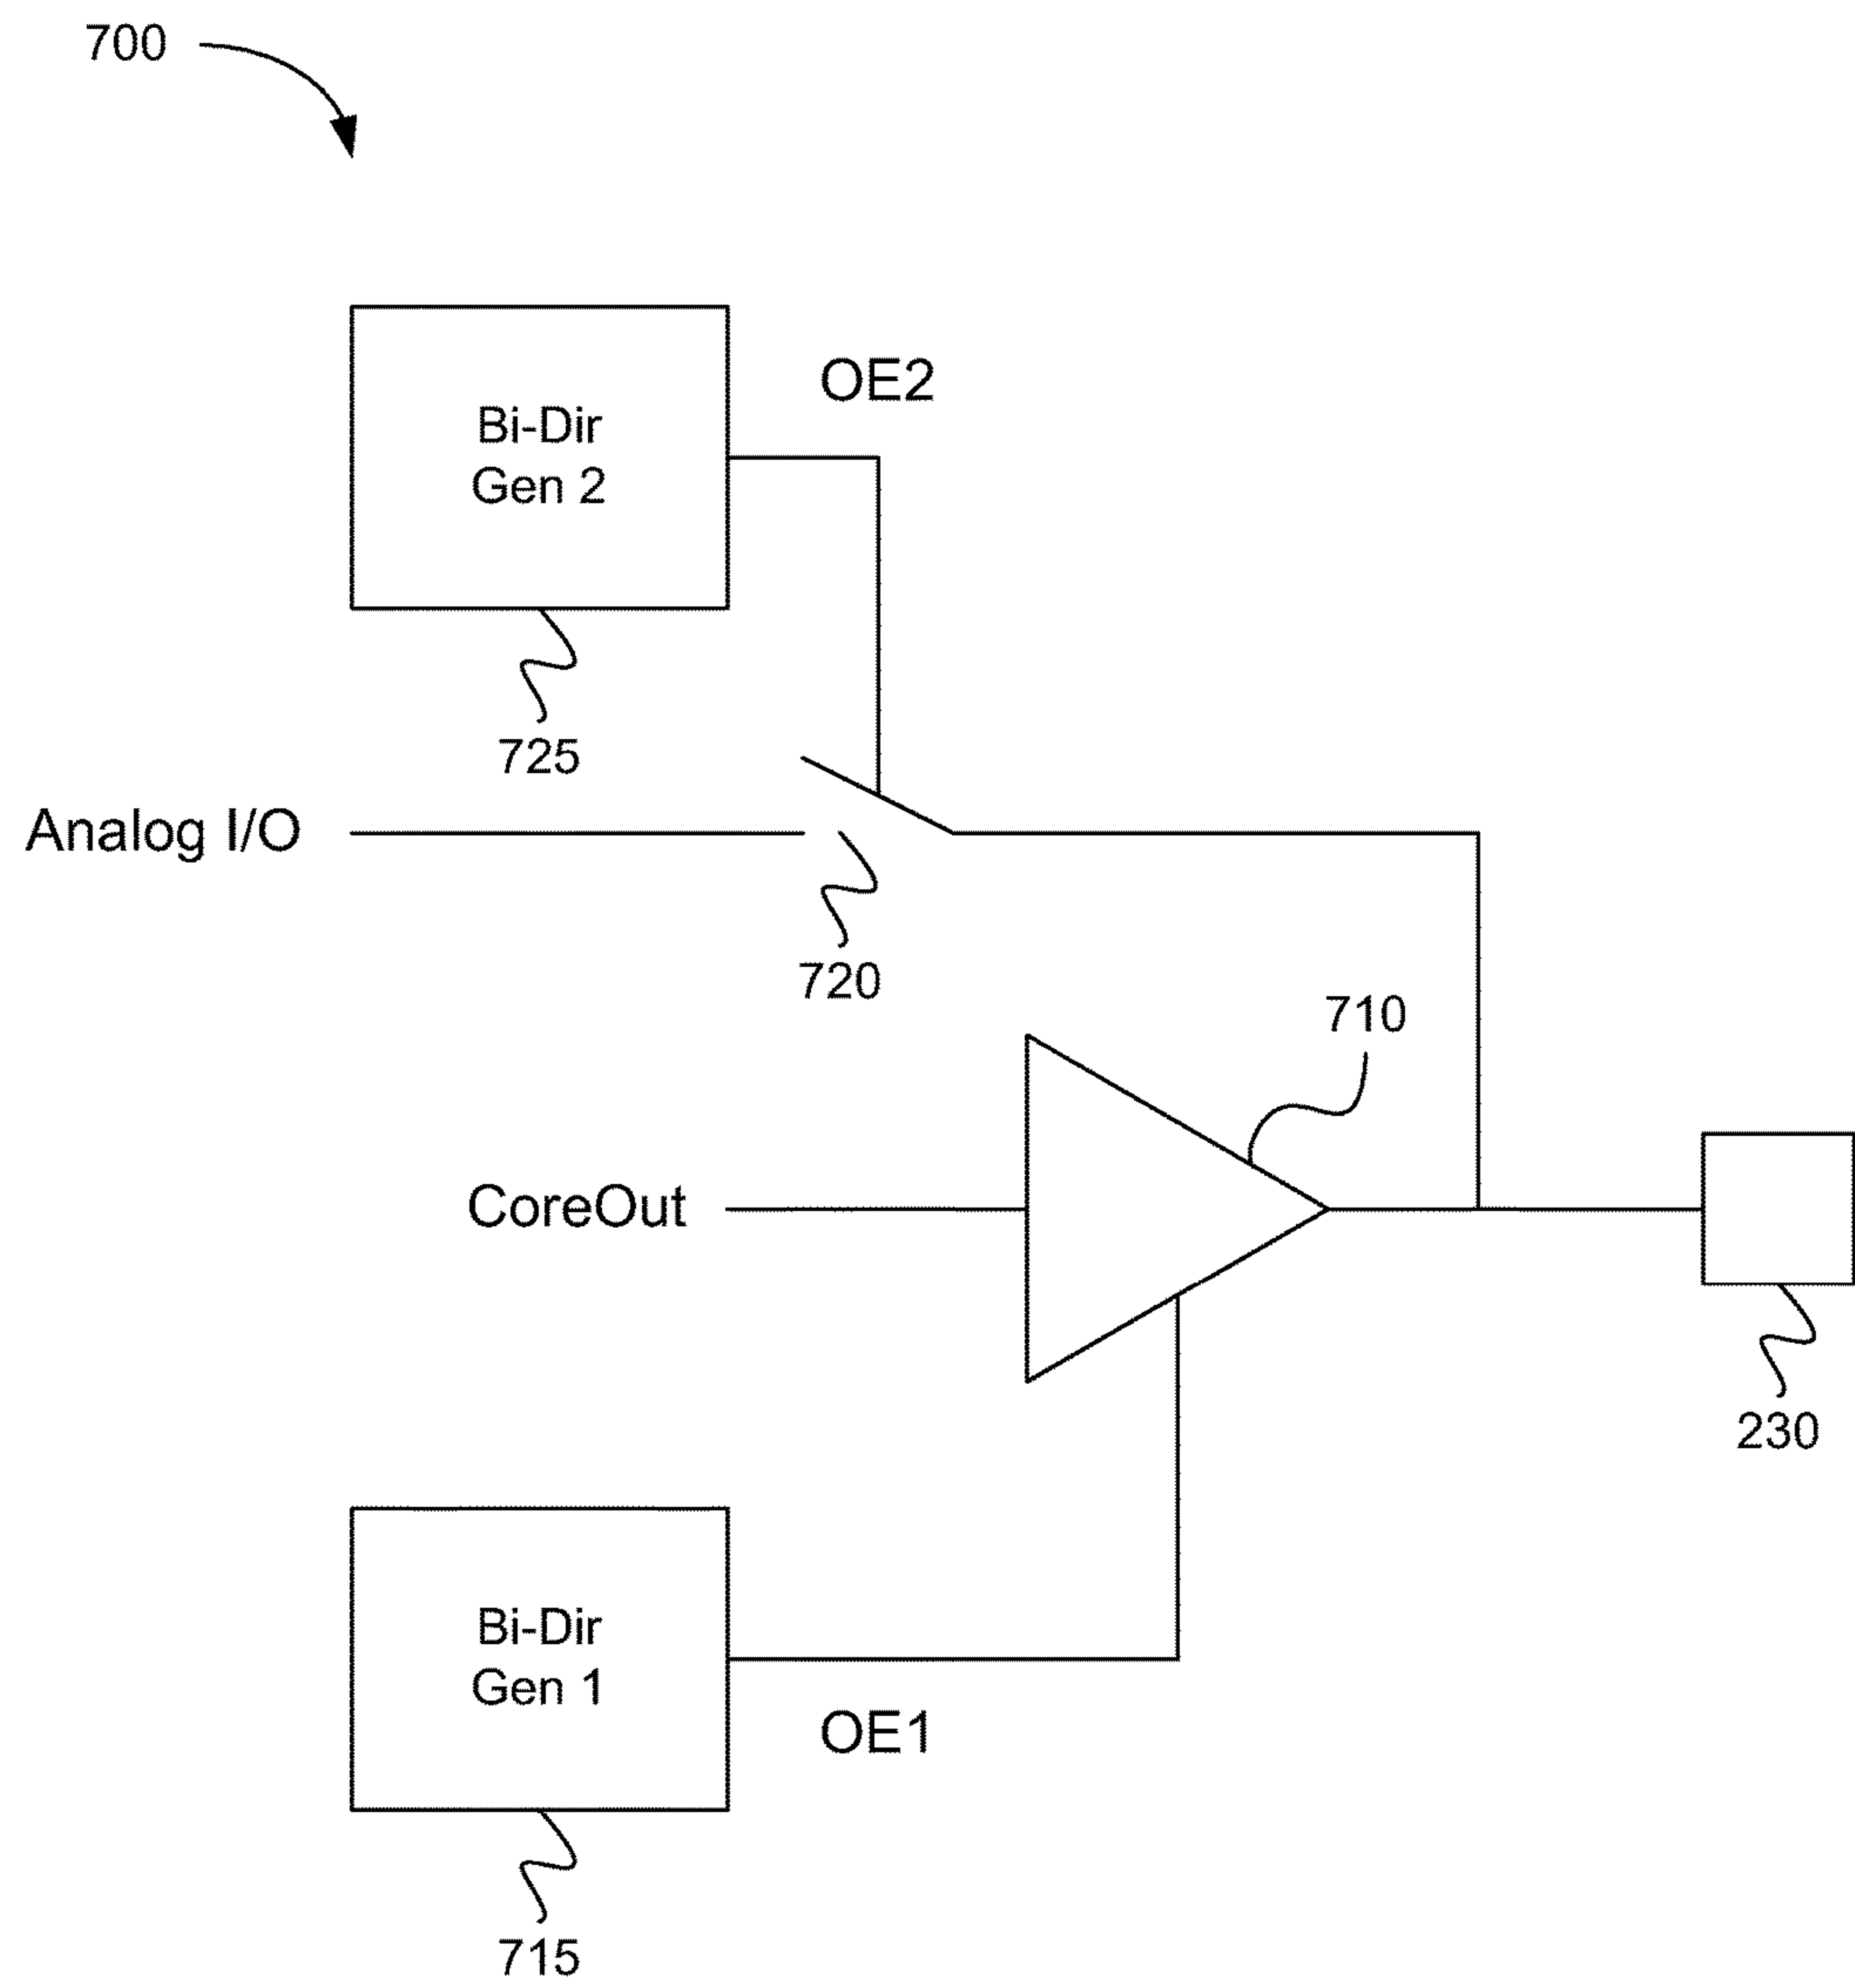 700
Bi-Dir
Gen 2
OE2
725
Analog I/O
720
710
CoreOut
230
Bi-Dir
Gen 1
OE1
715